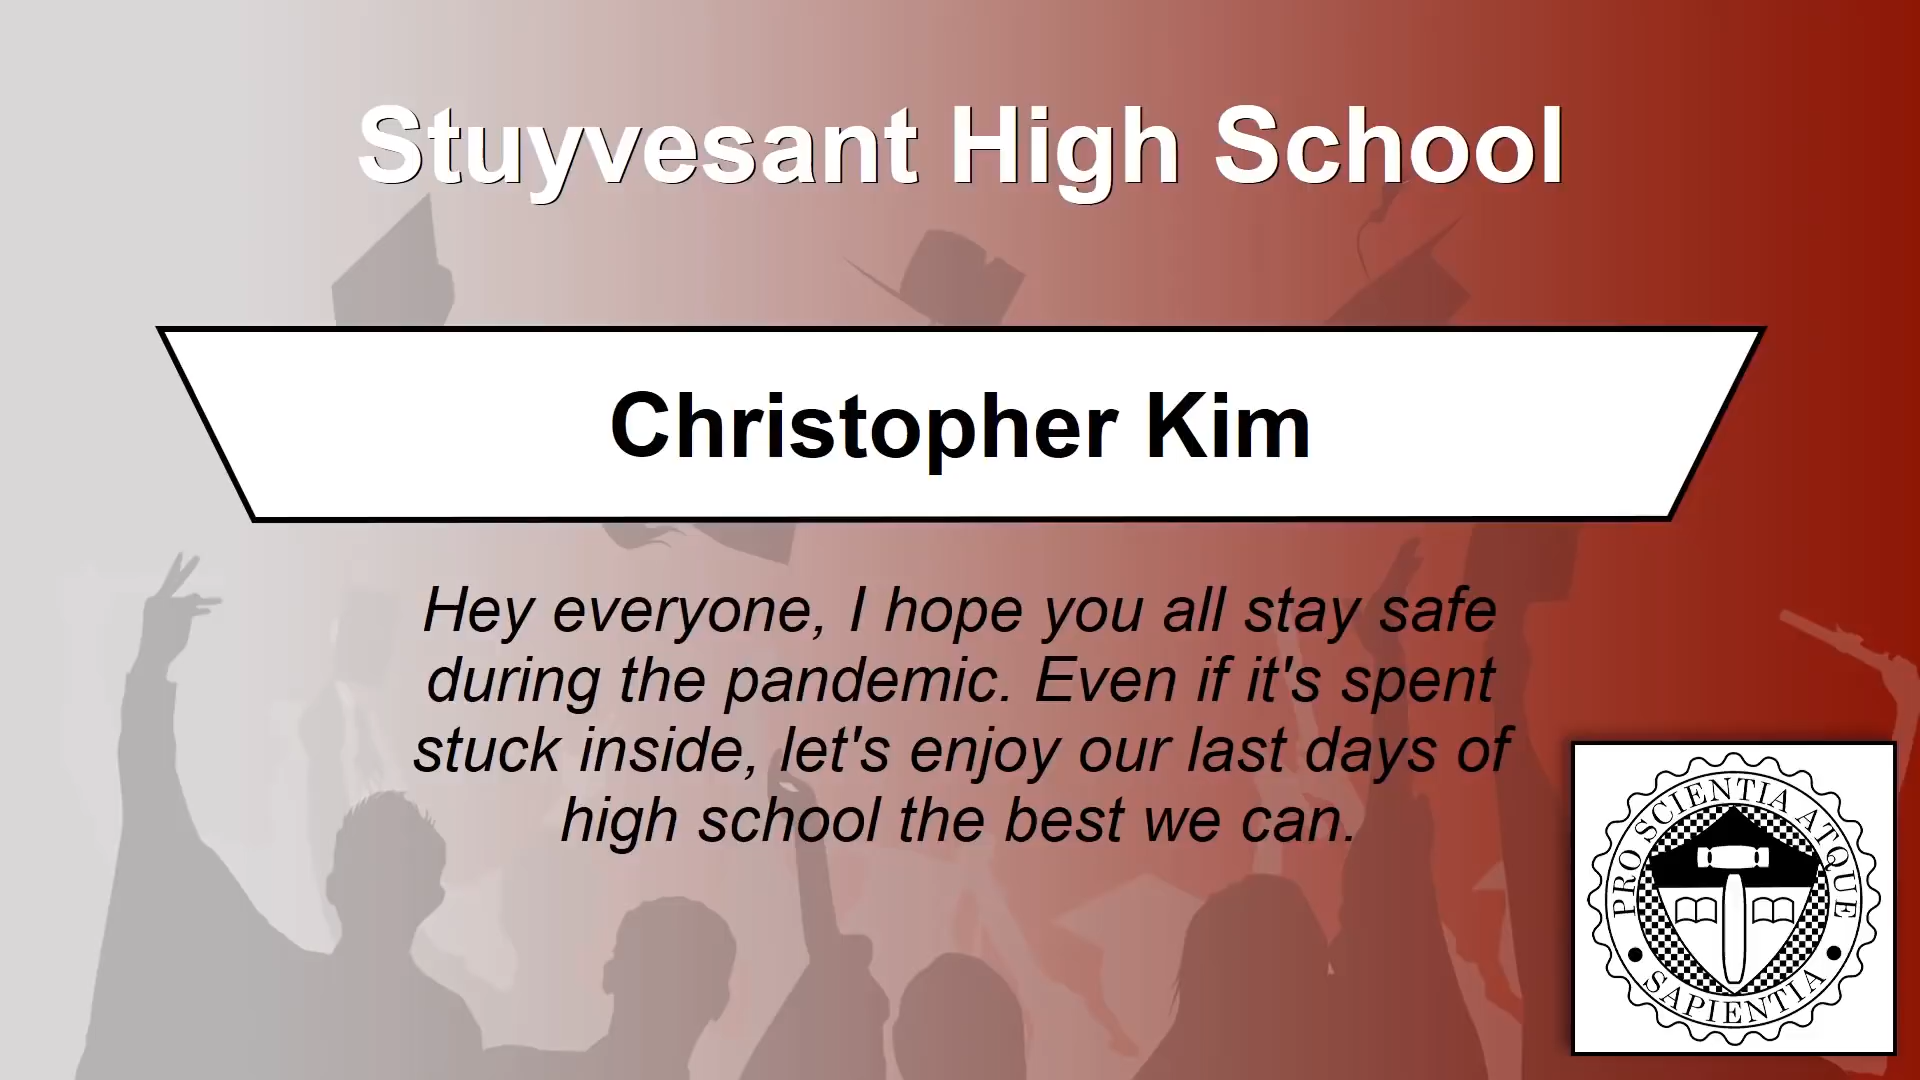 Stuyvesant High School
Christopher Kim
Hey everyone, I hope you all stay safe
during the pandemic. Even if it's spent
stuck inside, let's enjoy our last days of
high school the best we can.
PRO SCIENTIA ATQUE
SAPIENTIA